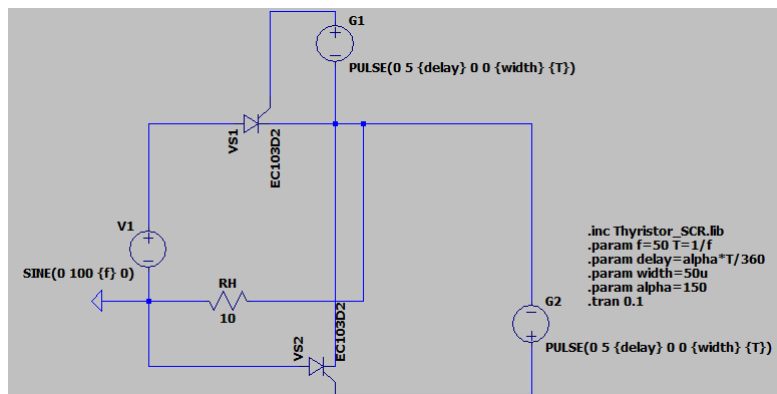 G1
PULSE(0 5 {delay} 0 0 {width} {T})
VS1
EC103D2
V1
SINE(0 100 {f} 0)
RH
10
VS2
EC103D2
.inc Thyristor_SCR.lib
.param f=50 T=1/f
.param delay=alpha*T/360
.param width=50u
.param alpha=150
.tran 0.1
G2
PULSE(0 5 {delay} 0 0 {width} {T})